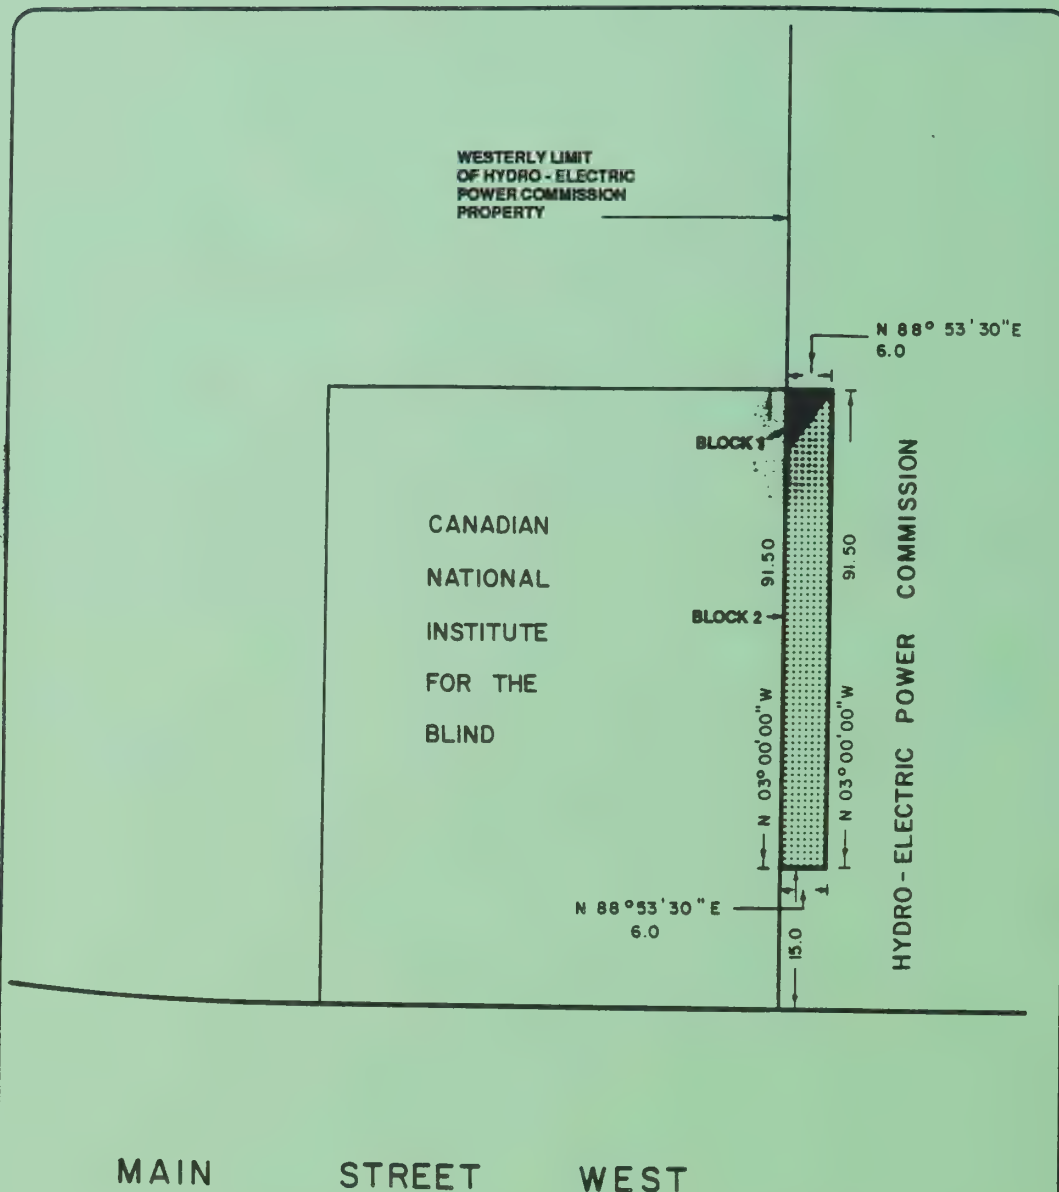 WESTERLY LIMIT
OF HYDRO - ELECTRIC
POWER COMMISSION
PROPERTY
N 88° 53' 30" E
6.0
BLOCK 1
CANADIAN
NATIONAL
INSTITUTE
FOR THE
BLIND
91.50
91.50
BLOCK 2
N 03° 00' 00" W
N 03° 00' 00" W
HYDRO - ELECTRIC POWER COMMISSION
N 88° 53' 30" E
6.0
15.0
MAIN STREET WEST